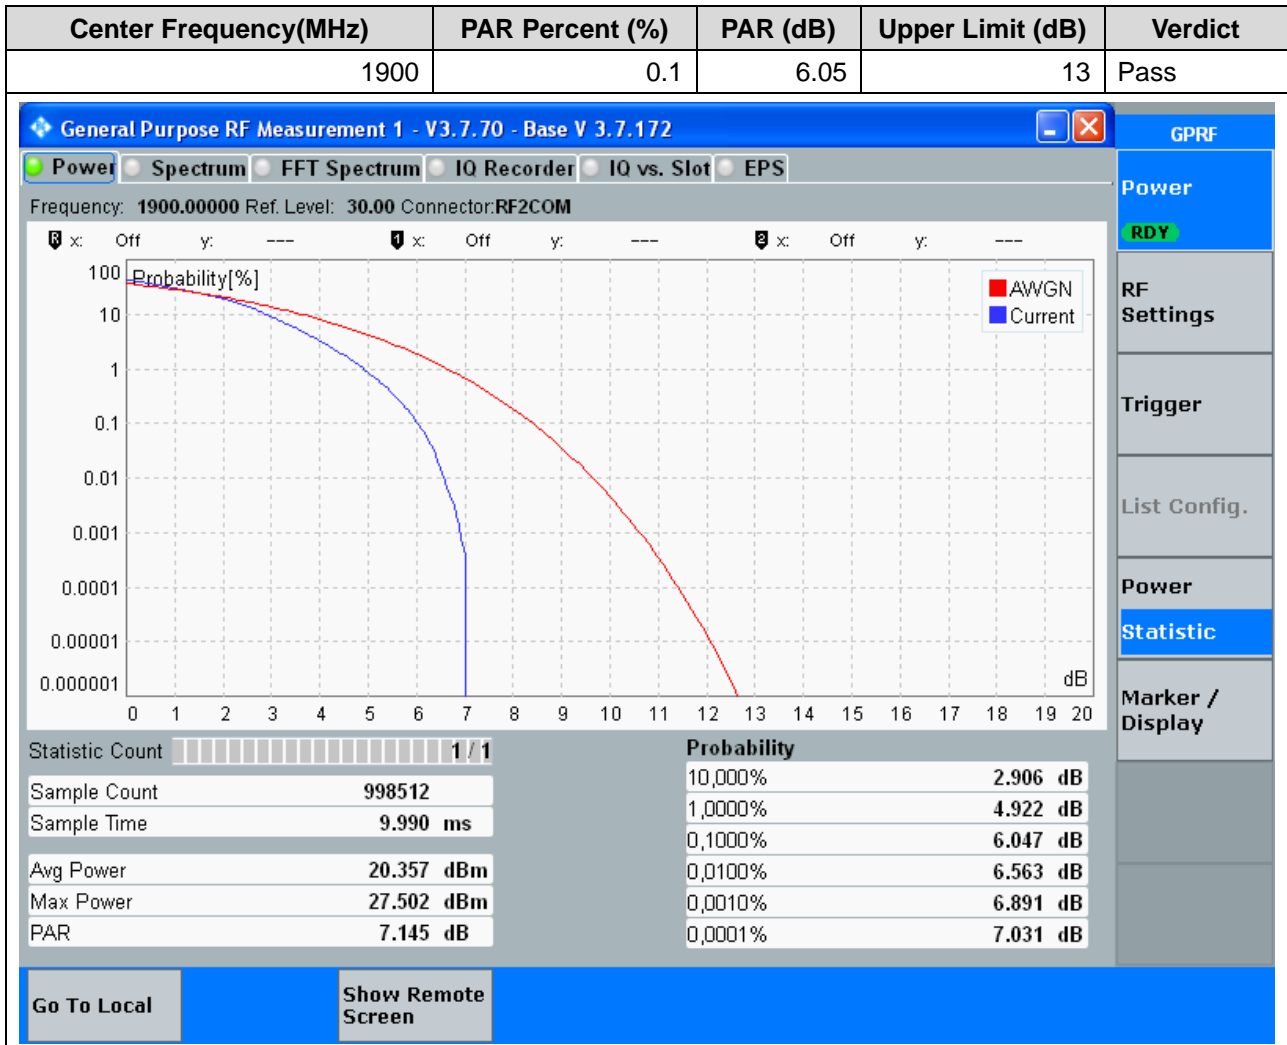 Center Frequency(MHz) PAR Percent (%) PAR (dB) Upper Limit (dB) Verdict
1900 0.1 6.05 13 Pass
General Purpose RF Measurement 1 - V3.7.70 - Base V 3.7.172
GPRF
Power Spectrum FFT Spectrum IQ Recorder IQ vs. Slot EPS
Power
RDY
Frequency: 1900.00000 Ref. Level: 30.00 Connector:RF2COM
R x: Off y: --- 1 x: Off y: --- 2 x: Off y: ---
Probability[%]
AWGN
Current
100
10
1
0.1
0.01
0.001
0.0001
0.00001
0.000001
dB
0 1 2 3 4 5 6 7 8 9 10 11 12 13 14 15 16 17 18 19 20
RF
Settings
Trigger
List Config.
Power
Statistic
Marker /
Display
Statistic Count 1 / 1
Sample Count 998512
Sample Time 9.990 ms
Avg Power 20.357 dBm
Max Power 27.502 dBm
PAR 7.145 dB
Probability
10,000% 2.906 dB
1,0000% 4.922 dB
0,1000% 6.047 dB
0,0100% 6.563 dB
0,0010% 6.891 dB
0,0001% 7.031 dB
Go To Local
Show Remote
Screen